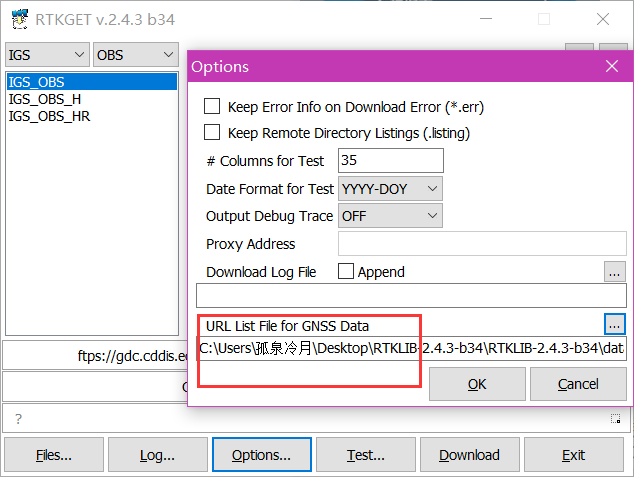 RTKGET v.2.4.3 b34
IGS
OBS
IGS_OBS
IGS_OBS_H
IGS_OBS_HR
Options
Keep Error Info on Download Error (*.err)
Keep Remote Directory Listings (.listing)
# Columns for Test
35
Date Format for Test
YYYY-DOY
Output Debug Trace
OFF
Proxy Address
Download Log File
Append
...
URL List File for GNSS Data
...
C:\Users\孤泉冷月\Desktop\RTKLIB-2.4.3-b34\RTKLIB-2.4.3-b34\dat
OK
Cancel
ftps://gdc.cddis.e
?
Files...
Log...
Options...
Test...
Download
Exit